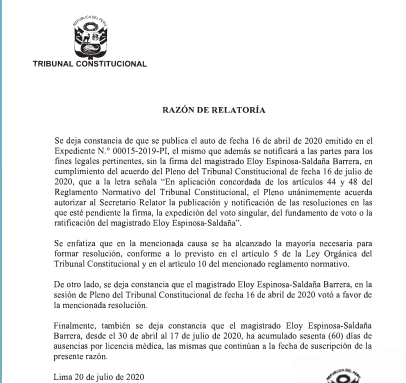 REPÚBLICA DEL PERÚ
TRIBUNAL CONSTITUCIONAL
RAZÓN DE RELATORÍA
Se deja constancia de que se publica el auto de fecha 16 de abril de 2020 emitido en el
Expediente N.° 00015-2019-PI, el mismo que además se notificará a las partes para los
fines legales pertinentes, sin la firma del magistrado Eloy Espinosa-Saldaña Barrera, en
cumplimiento del acuerdo del Pleno del Tribunal Constitucional de fecha 16 de julio de
2020, que a la letra señala “En aplicación concordada de los artículos 44 y 48 del
Reglamento Normativo del Tribunal Constitucional, el Pleno unánimemente acuerda
autorizar al Secretario Relator la publicación y notificación de las resoluciones en las
que esté pendiente la firma, la expedición del voto singular, del fundamento de voto o la
ratificación del magistrado Eloy Espinosa-Saldaña”.
Se enfatiza que en la mencionada causa se ha alcanzado la mayoría necesaria para
formar resolución, conforme a lo previsto en el artículo 5 de la Ley Orgánica del
Tribunal Constitucional y en el artículo 10 del mencionado reglamento normativo.
De otro lado, se deja constancia que el magistrado Eloy Espinosa-Saldaña Barrera, en la
sesión de Pleno del Tribunal Constitucional de fecha 16 de abril de 2020 votó a favor de
la mencionada resolución.
Finalmente, también se deja constancia que el magistrado Eloy Espinosa-Saldaña
Barrera, desde el 30 de abril al 17 de julio de 2020, ha acumulado sesenta (60) días de
ausencias por licencia médica, las mismas que continúan a la fecha de suscripción de la
presente razón.
Lima 20 de julio de 2020